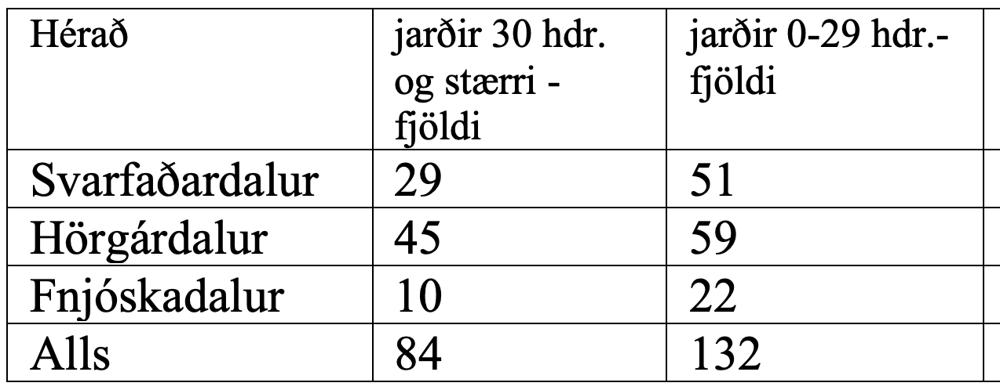 Hérað jarðir 30 hdr. jarðir 0-29 hdr.-
og stærri - fjöldi
fjöldi
Svarfaðardalur 29 51
Hörgárdalur 45 59
Fnjóskadalur 10 22
Alls 84 132